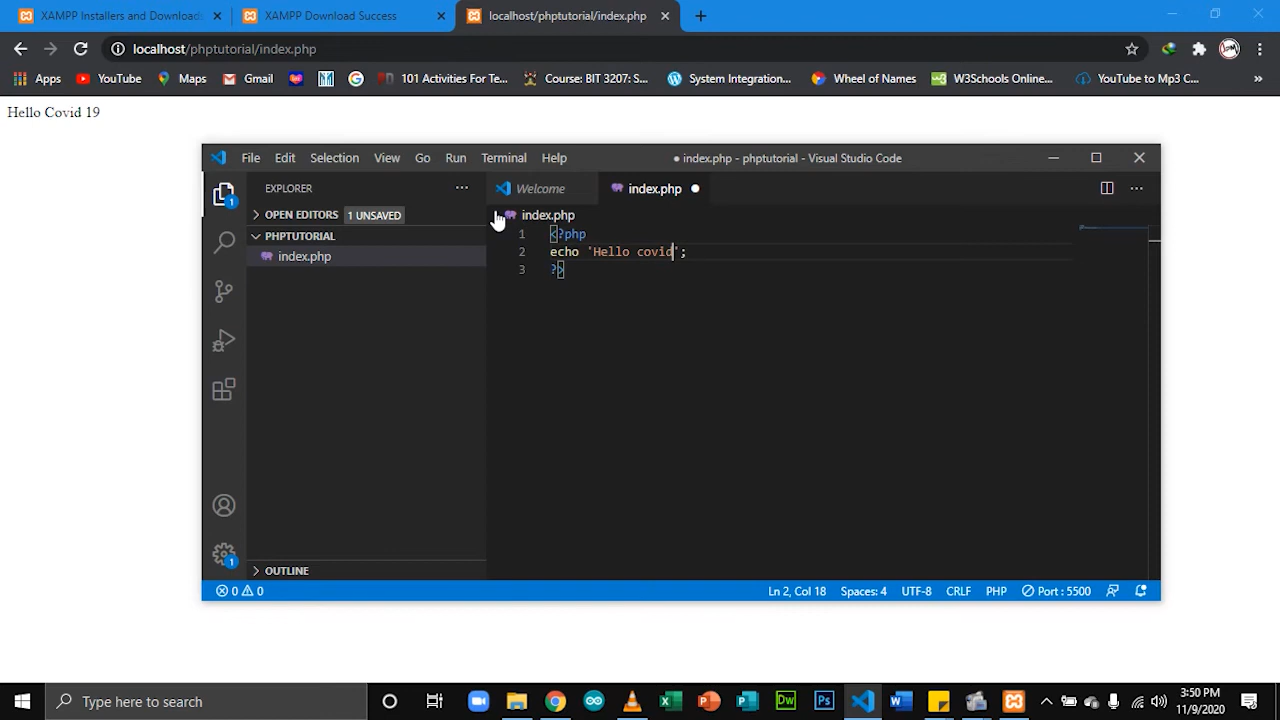 XAMPP Installers and Downloads
XAMPP Download Success
localhost/phptutorial/index.php
localhost/phptutorial/index.php
Apps
YouTube
Maps
Gmail
101 Activities For Te...
Course: BIT 3207: S...
System Integration...
Wheel of Names
W3Schools Online...
YouTube to Mp3 C...
»
Hello Covid 19
File Edit Selection View Go Run Terminal Help
● index.php - phptutorial - Visual Studio Code
EXPLORER
Welcome
index.php
OPEN EDITORS 1 UNSAVED
index.php
PHPTUTORIAL
index.php
1 <?php
2 echo 'Hello covid';
3 ?>
1
1
OUTLINE
0 0
Ln 2, Col 18
Spaces: 4
UTF-8
CRLF
PHP
Port : 5500
Type here to search
3:50 PM
11/9/2020